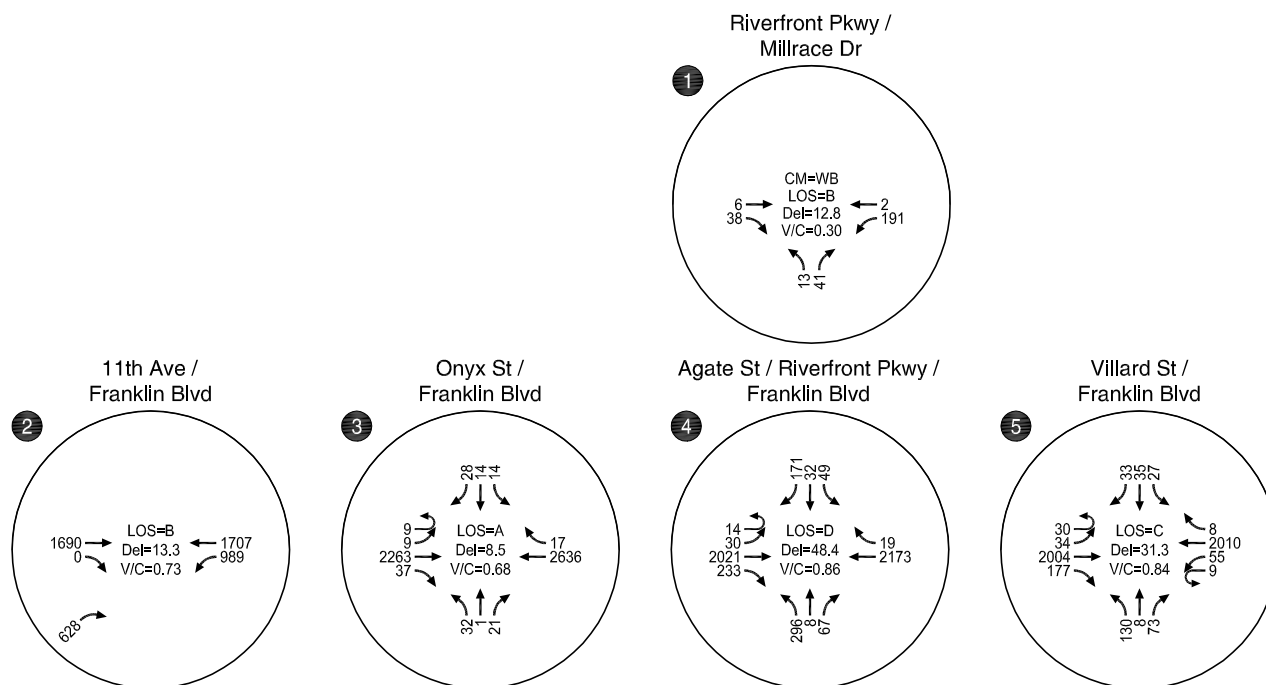 Riverfront Pkwy /
Millrace Dr
1
CM=WB
LOS=B
Del=12.8
V/C=0.30
6
38
2
191
13
41
11th Ave /
Franklin Blvd
2
LOS=B
Del=13.3
V/C=0.73
1690
0
1707
989
628
Onyx St /
Franklin Blvd
3
28
14
14
9
9
2263
37
LOS=A
Del=8.5
V/C=0.68
17
2636
32
1
21
Agate St / Riverfront Pkwy /
Franklin Blvd
4
171
32
49
14
30
2021
233
LOS=D
Del=48.4
V/C=0.86
19
2173
296
8
67
Villard St /
Franklin Blvd
5
33
35
27
30
34
2004
177
LOS=C
Del=31.3
V/C=0.84
8
2010
55
9
130
8
73